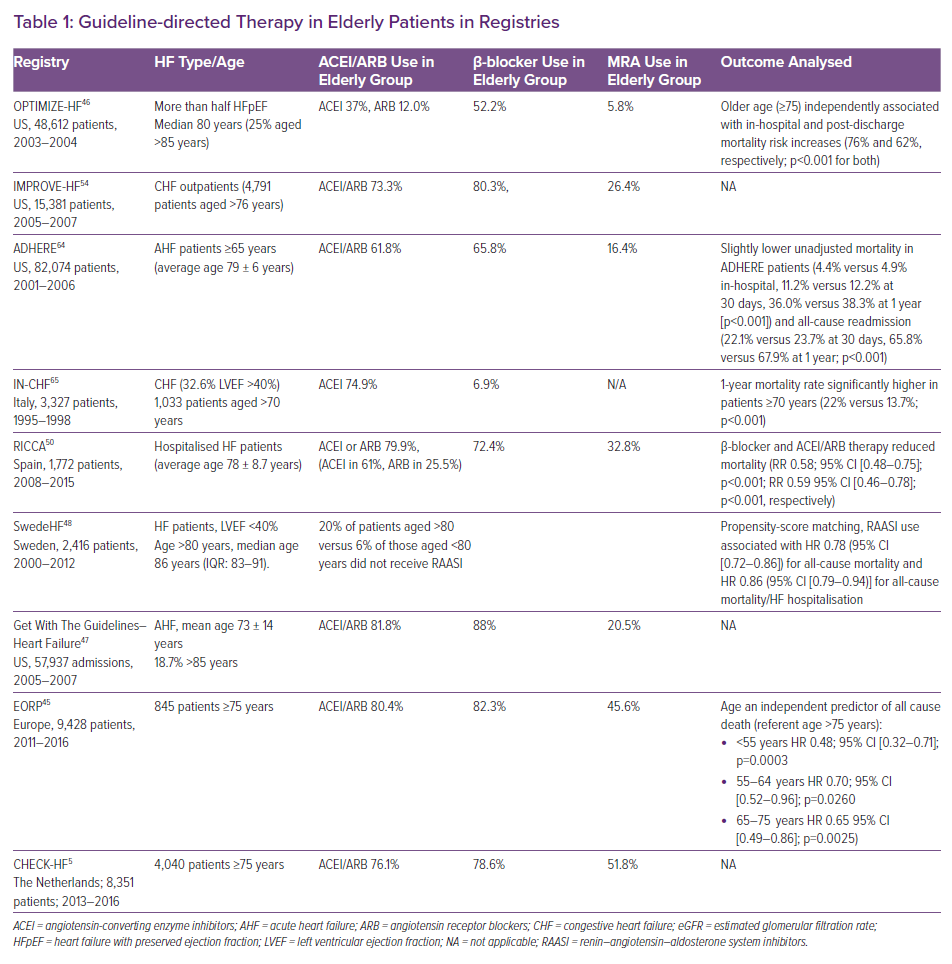 Table 1: Guideline-directed Therapy in Elderly Patients in Registries
Registry
HF Type/Age
ACEI/ARB Use in
Elderly Group
β-blocker Use in
Elderly Group
MRA Use in
Elderly Group
Outcome Analysed
OPTIMIZE-HF46
US, 48,612 patients,
2003–2004
More than half HFpEF
Median 80 years (25% aged
>85 years)
ACEI 37%, ARB 12.0%
52.2%
5.8%
Older age (≥75) independently associated
with in-hospital and post-discharge
mortality risk increases (76% and 62%,
respectively; p<0.001 for both)
IMPROVE-HF54
US, 15,381 patients,
2005–2007
CHF outpatients (4,791
patients aged >76 years)
ACEI/ARB 73.3%
80.3%,
26.4%
NA
ADHERE64
US, 82,074 patients,
2001–2006
AHF patients ≥65 years
(average age 79 ± 6 years)
ACEI/ARB 61.8%
65.8%
16.4%
Slightly lower unadjusted mortality in
ADHERE patients (4.4% versus 4.9%
in-hospital, 11.2% versus 12.2% at
30 days, 36.0% versus 38.3% at 1 year
[p<0.001]) and all-cause readmission
(22.1% versus 23.7% at 30 days, 65.8%
versus 67.9% at 1 year; p<0.001)
IN-CHF65
Italy, 3,327 patients,
1995–1998
CHF (32.6% LVEF >40%)
1,033 patients aged >70
years
ACEI 74.9%
6.9%
N/A
1-year mortality rate significantly higher in
patients ≥70 years (22% versus 13.7%;
p<0.001)
RICCA50
Spain, 1,772 patients,
2008–2015
Hospitalised HF patients
(average age 78 ± 8.7 years)
ACEI or ARB 79.9%,
(ACEI in 61%, ARB in 25.5%)
72.4%
32.8%
β-blocker and ACEI/ARB therapy reduced
mortality (RR 0.58; 95% CI [0.48–0.75];
p<0.001; RR 0.59 95% CI [0.46–0.78];
p<0.001, respectively)
SwedeHF48
Sweden, 2,416 patients,
2000–2012
HF patients, LVEF <40%
Age >80 years, median age
86 years (IQR: 83–91).
20% of patients aged >80
versus 6% of those aged <80
years did not receive RAASI
Propensity-score matching, RAASI use
associated with HR 0.78 (95% CI
[0.72–0.86]) for all-cause mortality and
HR 0.86 (95% CI [0.79–0.94)] for all-cause
mortality/HF hospitalisation
Get With The Guidelines–
Heart Failure47
US, 57,937 admissions,
2005–2007
AHF, mean age 73 ± 14
years
18.7% >85 years
ACEI/ARB 81.8%
88%
20.5%
NA
EORP45
Europe, 9,428 patients,
2011–2016
845 patients ≥75 years
ACEI/ARB 80.4%
82.3%
45.6%
Age an independent predictor of all cause
death (referent age >75 years):
• <55 years HR 0.48; 95% CI [0.32–0.71];
p=0.0003
• 55–64 years HR 0.70; 95% CI
[0.52–0.96]; p=0.0260
• 65–75 years HR 0.65 95% CI
[0.49–0.86]; p=0.0025)
CHECK-HF5
The Netherlands; 8,351
patients; 2013–2016
4,040 patients ≥75 years
ACEI/ARB 76.1%
78.6%
51.8%
NA
ACEI = angiotensin-converting enzyme inhibitors; AHF = acute heart failure; ARB = angiotensin receptor blockers; CHF = congestive heart failure; eGFR = estimated glomerular filtration rate;
HFpEF = heart failure with preserved ejection fraction; LVEF = left ventricular ejection fraction; NA = not applicable; RAASI = renin–angiotensin–aldosterone system inhibitors.